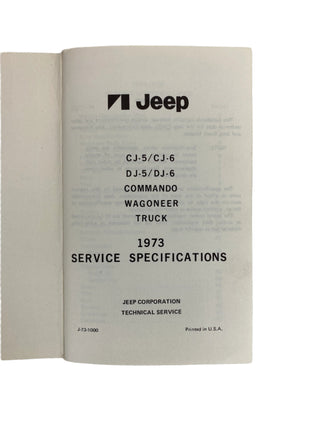 Jeep
CJ-5/CJ-6
DJ-5/DJ-6
COMMANDO
WAGONEER
TRUCK
1973
SERVICE SPECIFICATIONS
JEEP CORPORATION
TECHNICAL SERVICE
J-73-1000 Printed in U.S.A.